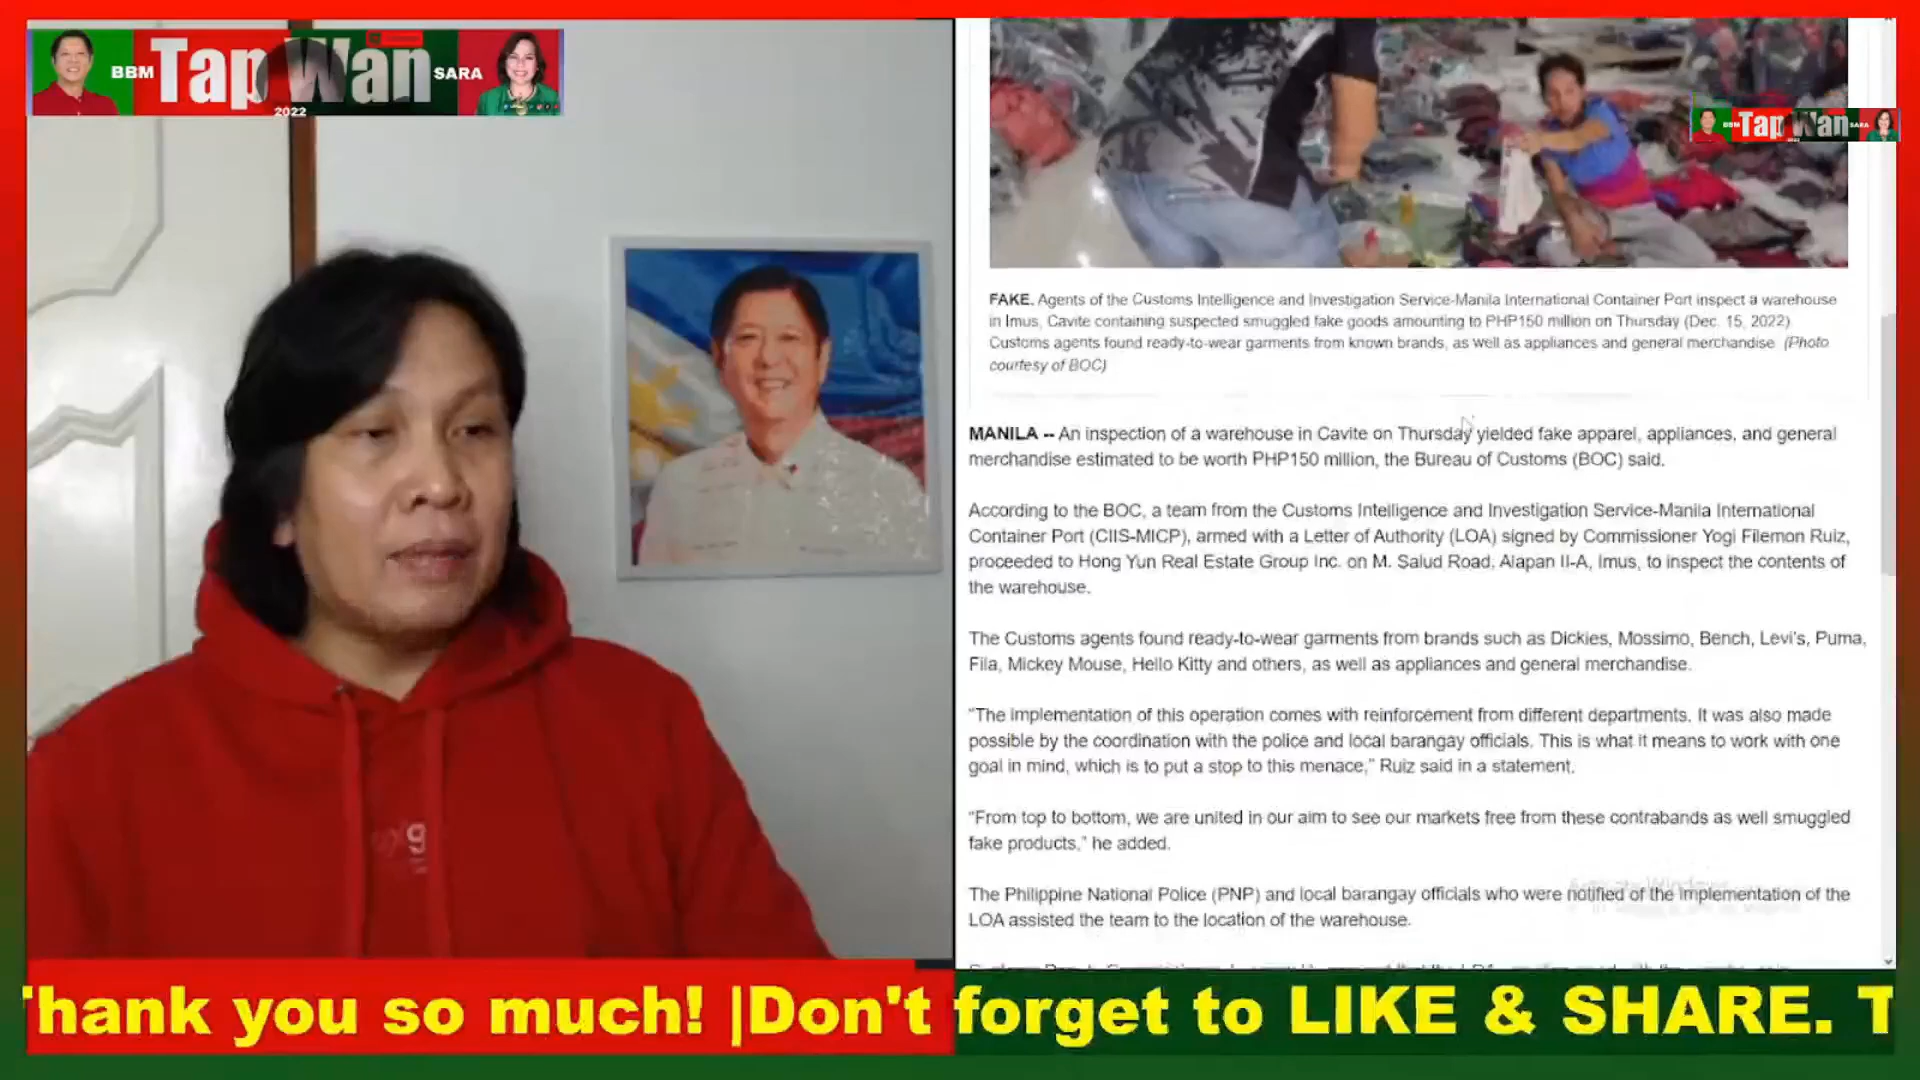 BBM Tap Wan SARA
2022
BBM Tap Wan SARA
FAKE. Agents of the Customs Intelligence and Investigation Service-Manila International Container Port inspect a warehouse
in Imus, Cavite containing suspected smuggled fake goods amounting to PHP150 million on Thursday (Dec. 15, 2022)
Customs agents found ready-to-wear garments from known brands, as well as appliances and general merchandise (Photo
courtesy of BOC)
MANILA -- An inspection of a warehouse in Cavite on Thursday yielded fake apparel, appliances, and general
merchandise estimated to be worth PHP150 million, the Bureau of Customs (BOC) said.
According to the BOC, a team from the Customs Intelligence and Investigation Service-Manila International
Container Port (CIIS-MICP), armed with a Letter of Authority (LOA) signed by Commissioner Yogi Filemon Ruiz,
proceeded to Hong Yun Real Estate Group Inc. on M. Salud Road, Alapan II-A, Imus, to inspect the contents of
the warehouse.
The Customs agents found ready-to-wear garments from brands such as Dickies, Mossimo, Bench, Levi's, Puma,
Fila, Mickey Mouse, Hello Kitty and others, as well as appliances and general merchandise.
"The implementation of this operation comes with reinforcement from different departments. It was also made
possible by the coordination with the police and local barangay officials. This is what it means to work with one
goal in mind, which is to put a stop to this menace," Ruiz said in a statement.
"From top to bottom, we are united in our aim to see our markets free from these contrabands as well smuggled
fake products," he added.
The Philippine National Police (PNP) and local barangay officials who were notified of the implementation of the
LOA assisted the team to the location of the warehouse.
Thank you so much! |Don't forget to LIKE & SHARE. T